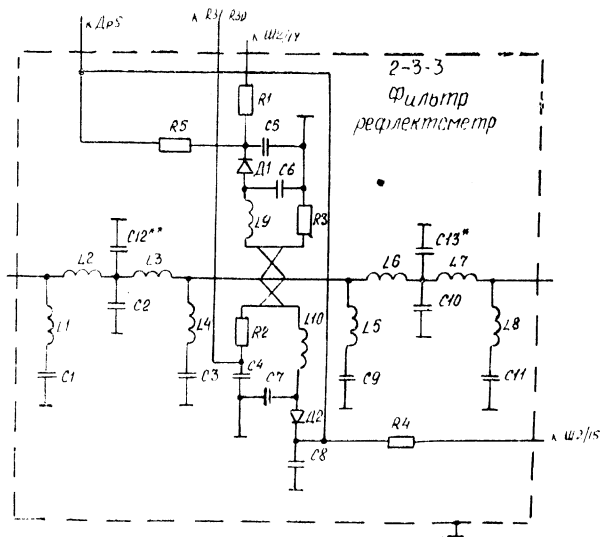 к Др5
к R31 R30
к Ш2/14
2-3-3
Фильтр
рефлектометр
R1
R5
C5
Д1
C6
L9
R3
C12**
C13*
L2
L3
L6
L7
C2
C10
L1
L4
R2
L10
L5
L8
C4
C7
C1
C3
C9
C11
Д2
R4
C8
к Ш2/15